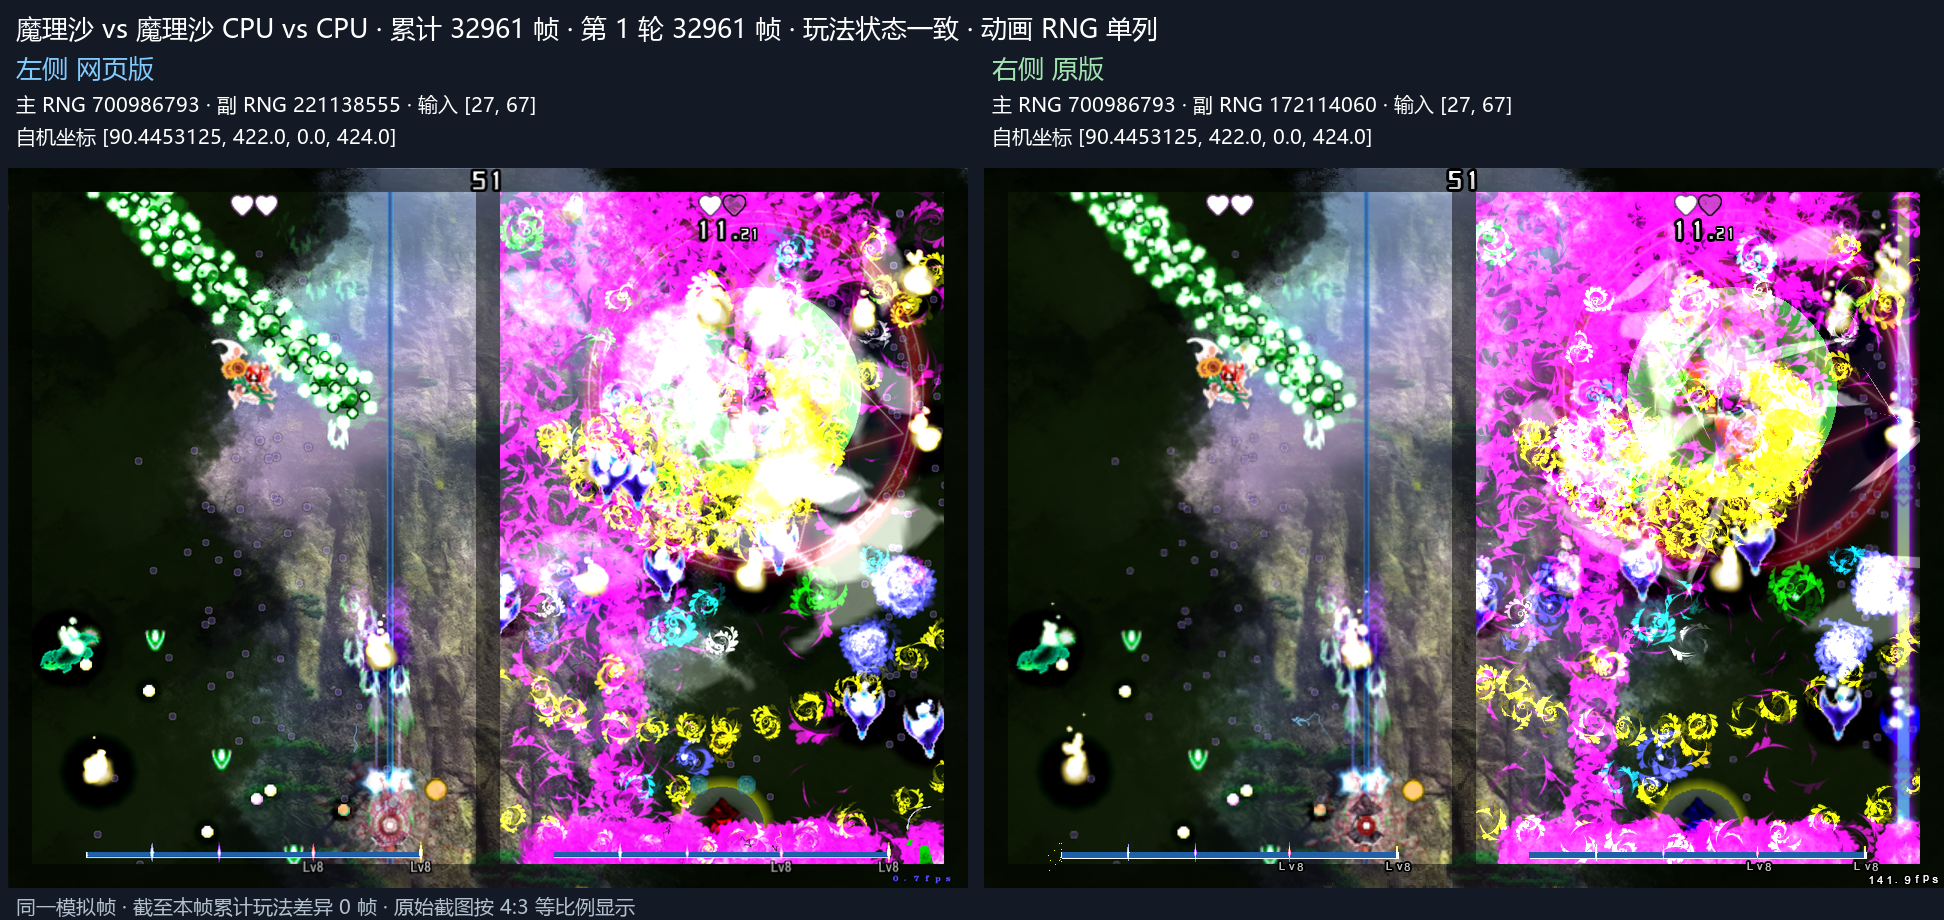 魔理沙 vs 魔理沙 CPU vs CPU · 累计 32961 帧 · 第 1 轮 32961 帧 · 玩法状态一致 · 动画 RNG 单列
左侧 网页版
主 RNG 700986793 · 副 RNG 221138555 · 输入 [27, 67]
自机坐标 [90.4453125, 422.0, 0.0, 424.0]
右侧 原版
主 RNG 700986793 · 副 RNG 172114060 · 输入 [27, 67]
自机坐标 [90.4453125, 422.0, 0.0, 424.0]
51
11.21
Lv8 Lv8 Lv8 Lv8
0.7fps
51
11.21
Lv8 Lv8 Lv8 Lv8
141.9fps
同一模拟帧 · 截至本帧累计玩法差异 0 帧 · 原始截图按 4:3 等比例显示